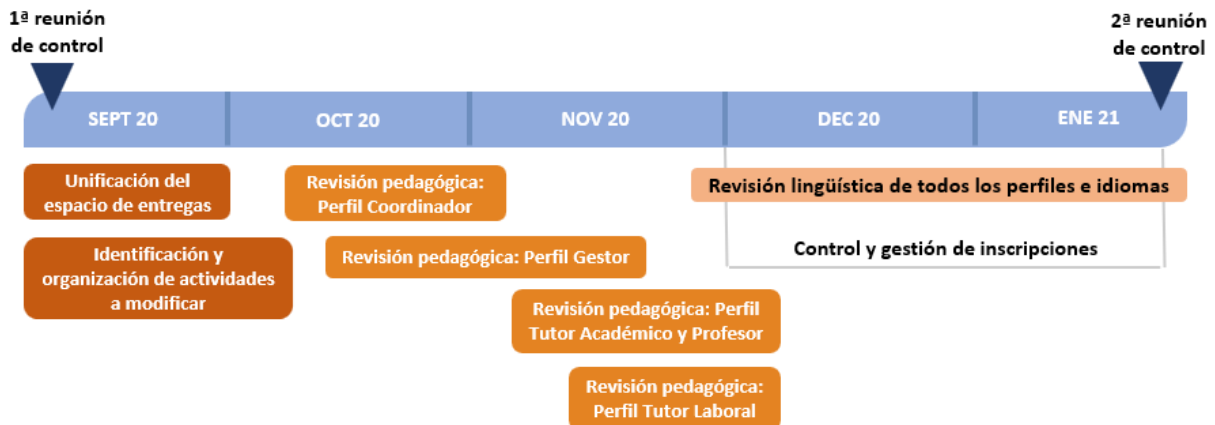 1ª reunión
de control
2ª reunión
de control
SEPT 20
OCT 20
NOV 20
DEC 20
ENE 21
Unificación del
espacio de entregas
Revisión pedagógica:
Perfil Coordinador
Revisión lingüística de todos los perfiles e idiomas
Identificación y
organización de actividades
a modificar
Revisión pedagógica: Perfil Gestor
Control y gestión de inscripciones
Revisión pedagógica: Perfil
Tutor Académico y Profesor
Revisión pedagógica:
Perfil Tutor Laboral